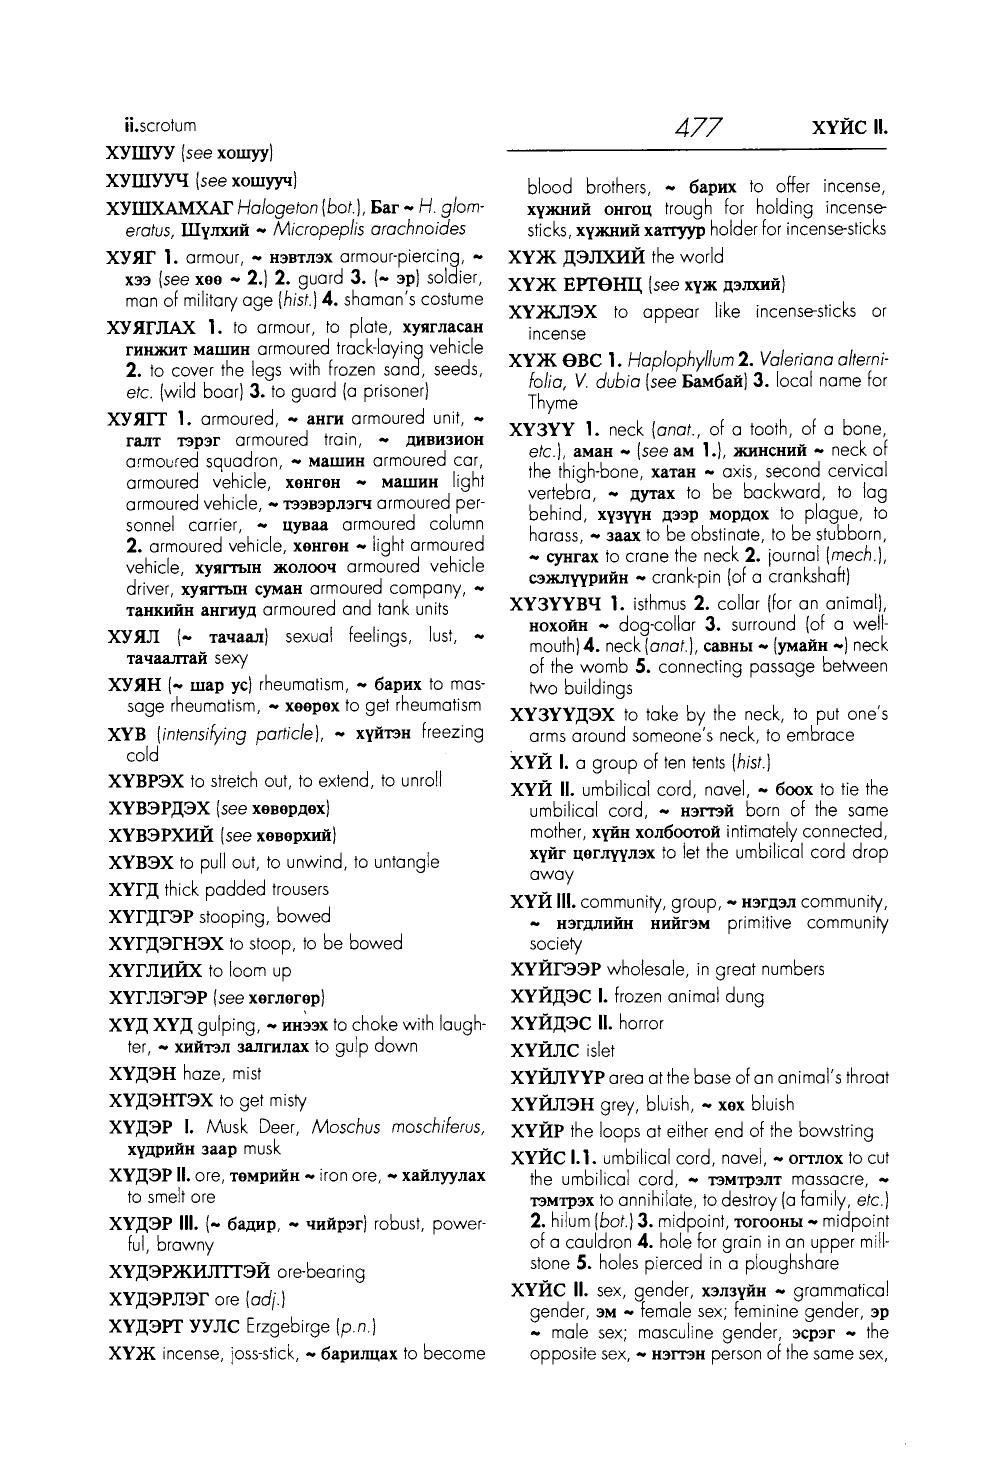 ii.scrotum
ХУШУУ (see хошуу)
ХУШУУЧ (see хошууч)
ХУШХАМХАГ Halogeton (bot.), Баг ~ H. glom-
eratus, Шүлхий ~ Micropeplis arachnoides
ХУЯГ 1. armour, ~ нэвтлэх armour-piercing, ~
хээ (see хөө ~ 2.) 2. guard 3. (~ эр) soldier,
man of military age (hist.) 4. shaman's costume
ХУЯГЛАХ 1. to armour, to plate, хуягласан
гинжит машин armoured track-laying vehicle
2. to cover the legs with frozen sand, seeds,
etc. (wild boar) 3. to guard (a prisoner)
ХУЯГТ 1. armoured, ~ анги armoured unit, ~
галт тэрэг armoured train, ~ дивизион
armoured squadron, ~ машин armoured car,
armoured vehicle, хөнгөн ~ машин light
armoured vehicle, ~ тээвэрлэгч armoured per-
sonnel carrier, ~ цуваа armoured column
2. armoured vehicle, хөнгөн ~ light armoured
vehicle, хуягтын жолооч armoured vehicle
driver, хуягтын суман armoured company, ~
танкийн ангиуд armoured and tank units
ХУЯЛ (~ тачаал) sexual feelings, lust, ~
тачаалтай sexy
ХУЯН (~ шар ус) rheumatism, ~ барих to mas-
sage rheumatism, ~ хөөрөх to get rheumatism
ХҮВ (intensifying particle), ~ хүйтэн freezing
cold
ХҮВРЭХ to stretch out, to extend, to unroll
ХҮВЭРДЭХ (see хөвөрдөх)
ХҮВЭРХИЙ (see хөвөрхий)
ХҮВЭХ to pull out, to unwind, to untangle
ХҮГД thick padded trousers
ХҮГДГЭР stooping, bowed
ХҮГДЭГНЭХ to stoop, to be bowed
ХҮГЛИЙХ to loom up
ХҮГЛЭГЭР (see хөглөгөр)
ХҮД ХҮД gulping, ~ инээх to choke with laugh-
ter, ~ хийтэл залгилах to gulp down
ХҮДЭН haze, mist
ХҮДЭНТЭХ to get misty
ХҮДЭР I. Musk Deer, Moschus moschiferus,
хүдрийн заар musk
ХҮДЭР II. ore, төмрийн ~ iron ore, ~ хайлуулах
to smelt ore
ХҮДЭР III. (~ бадир, ~ чийрэг) robust, power-
ful, brawny
ХҮДЭРЖИЛТТЭЙ ore-bearing
ХҮДЭРЛЭГ ore (adj.)
ХҮДЭРТ УУЛС Erzgebirge (p.n.)
ХҮЖ incense, joss-stick, ~ барилцах to become
477 ХҮЙС II.
blood brothers, ~ барих to offer incense,
хүжний онгоц trough for holding incense-
sticks, хүжний хатгуур holder for incense-sticks
ХҮЖ ДЭЛХИЙ the world
ХҮЖ ЕРТӨНЦ (see хүж дэлхий)
ХҮЖЛЭХ to appear like incense-sticks or
incense
ХҮЖ ӨВС 1. Haplophyllum 2. Valeriana alterni-
folia, V. dubia (see Бамбай) 3. local name for
Thyme
ХҮЗҮҮ 1. neck (anat., of a tooth, of a bone,
etc.), аман ~ (see ам 1.), жинсний ~ neck of
the thigh-bone, хатан ~ axis, second cervical
vertebra, ~ дутах to be backward, to lag
behind, хүзүүн дээр мордох to plague, to
harass, ~ заах to be obstinate, to be stubborn,
~ сунгах to crane the neck 2. journal (mech.),
сэжлүүрийн ~ crank-pin (of a crankshaft)
ХҮЗҮҮВЧ 1. isthmus 2. collar (for an animal),
нохойн ~ dog-collar 3. surround (of a well-
mouth) 4. neck (anat.), савны ~ (умайн ~) neck
of the womb 5. connecting passage between
two buildings
ХҮЗҮҮДЭХ to take by the neck, to put one's
arms around someone's neck, to embrace
ХҮЙ I. a group of ten tents (hist.)
ХҮЙ II. umbilical cord, navel, ~ боох to tie the
umbilical cord, ~ нэгтэй born of the same
mother, хүйн холбоотой intimately connected,
хүйг цөглүүлэх to let the umbilical cord drop
away
ХҮЙ III. community, group, ~ нэгдэл community,
~ нэгдлийн нийгэм primitive community
society
ХҮЙГЭЭР wholesale, in great numbers
ХҮЙДЭС I. frozen animal dung
ХҮЙДЭС II. horror
ХҮЙЛС islet
ХҮЙЛҮҮР area at the base of an animal's throat
ХҮЙЛЭН grey, bluish, ~ хөх bluish
ХҮЙР the loops at either end of the bowstring
ХҮЙС I.1. umbilical cord, navel, ~ огтлох to cut
the umbilical cord, ~ тэмтрэлт massacre, ~
тэмтрэх to annihilate, to destroy (a family, etc.)
2. hilum (bot.) 3. midpoint, тогооны ~ midpoint
of a cauldron 4. hole for grain in an upper mill-
stone 5. holes pierced in a ploughshare
ХҮЙС II. sex, gender, хэлзүйн ~ grammatical
gender, эм ~ female sex; feminine gender, эр
~ male sex; masculine gender, эсрэг ~ the
opposite sex, ~ нэгтэн person of the same sex,